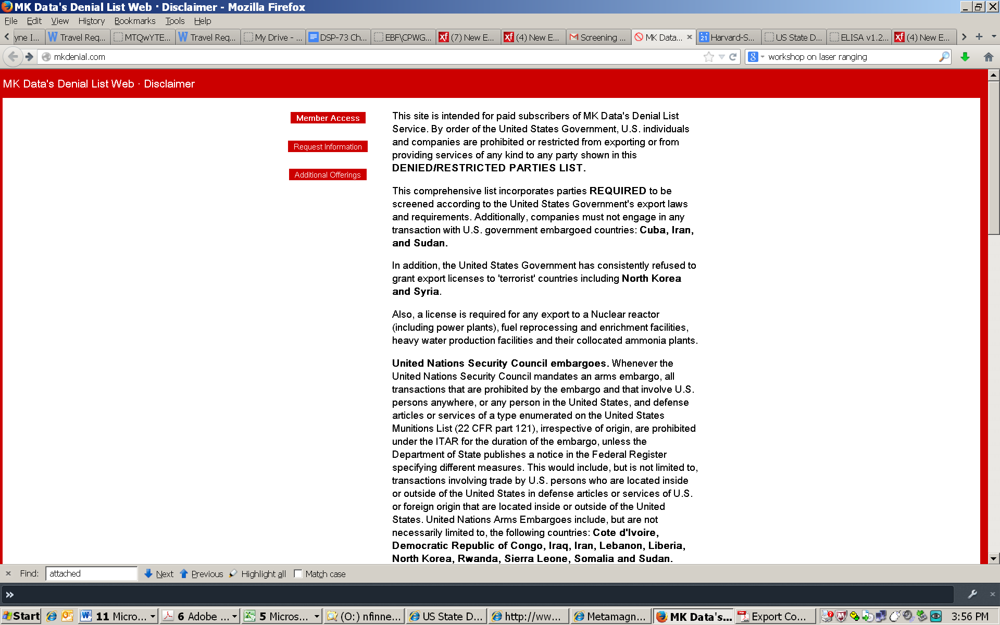 MK Data's Denial List Web · Disclaimer - Mozilla Firefox
File Edit View History Bookmarks Tools Help
yne I... Travel Req... MTQwYTE... Travel Req... My Drive - ... DSP-73 Ch... EBF\CPWG... (7) New E... (4) New E... Screening ... MK Data... Harvard-S... US State D... ELISA v1.2... (4) New E...
mkdenial.com workshop on laser ranging
MK Data's Denial List Web · Disclaimer
Member Access
Request Information
Additional Offerings
This site is intended for paid subscribers of MK Data's Denial List
Service. By order of the United States Government, U.S. individuals
and companies are prohibited or restricted from exporting or from
providing services of any kind to any party shown in this
DENIED/RESTRICTED PARTIES LIST.
This comprehensive list incorporates parties REQUIRED to be
screened according to the United States Government's export laws
and requirements. Additionally, companies must not engage in any
transaction with U.S. government embargoed countries: Cuba, Iran,
and Sudan.
In addition, the United States Government has consistently refused to
grant export licenses to 'terrorist' countries including North Korea
and Syria.
Also, a license is required for any export to a Nuclear reactor
(including power plants), fuel reprocessing and enrichment facilities,
heavy water production facilities and their collocated ammonia plants.
United Nations Security Council embargoes. Whenever the
United Nations Security Council mandates an arms embargo, all
transactions that are prohibited by the embargo and that involve U.S.
persons anywhere, or any person in the United States, and defense
articles or services of a type enumerated on the United States
Munitions List (22 CFR part 121), irrespective of origin, are prohibited
under the ITAR for the duration of the embargo, unless the
Department of State publishes a notice in the Federal Register
specifying different measures. This would include, but is not limited to,
transactions involving trade by U.S. persons who are located inside
or outside of the United States in defense articles or services of U.S.
or foreign origin that are located inside or outside of the United
States. United Nations Arms Embargoes include, but are not
necessarily limited to, the following countries: Cote d'Ivoire,
Democratic Republic of Congo, Iraq, Iran, Lebanon, Liberia,
North Korea, Rwanda, Sierra Leone, Somalia and Sudan.
Find: attached Next Previous Highlight all Match case
Start 11 Micro... 6 Adobe ... 5 Micros... (O:) nfinne... US State D... http://ww... Metamagn... MK Data's... Export Co... 3:56 PM